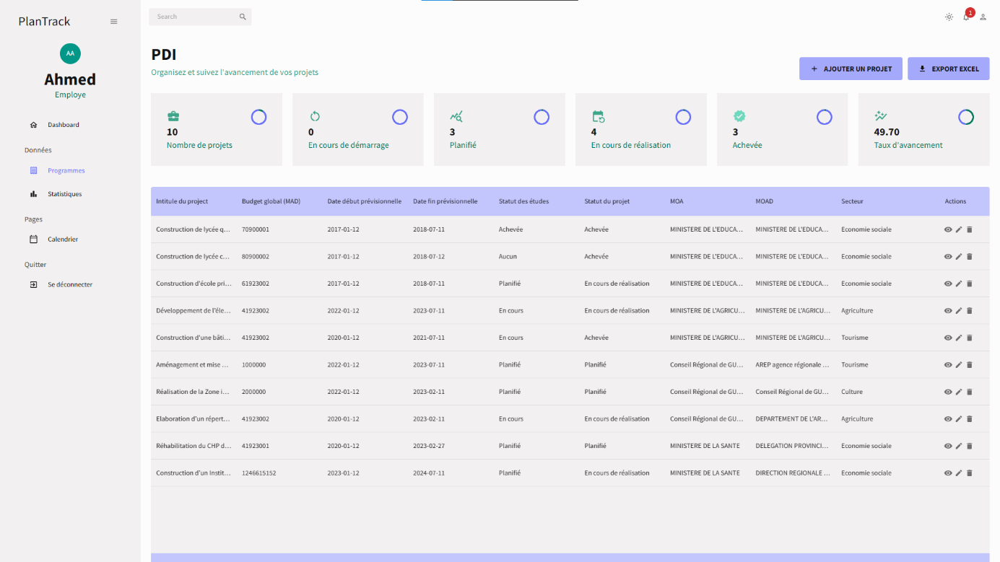 PlanTrack
Search
1
AA
Ahmed
Employe
Dashboard
Données
Programmes
Statistiques
Pages
Calendrier
Quitter
Se déconnecter
PDI
Organisez et suivez l'avancement de vos projets
AJOUTER UN PROJET
EXPORT EXCEL
10
Nombre de projets
0
En cours de démarrage
3
Planifié
4
En cours de réalisation
3
Achevée
49.70
Taux d'avancement
Intitule du project Budget global (MAD) Date début prévisionnelle Date fin prévisionnelle Statut des études Statut du projet MOA MOAD Secteur Actions
Construction de lycée q... 70900001 2017-01-12 2018-07-11 Achevée Achevée MINISTERE DE L'EDUCA... MINISTERE DE L'EDUCA... Economie sociale
Construction de lycée c... 80900002 2017-01-12 2018-07-12 Aucun Achevée MINISTERE DE L'EDUCA... MINISTERE DE L'EDUCA... Economie sociale
Construction d'école pri... 61923002 2017-01-12 2018-07-11 Planifié En cours de réalisation MINISTERE DE L'EDUCA... MINISTERE DE L'EDUCA... Economie sociale
Développement de l'éle... 41923002 2022-01-12 2023-07-11 En cours En cours de réalisation MINISTERE DE L'AGRICU... MINISTERE DE L'AGRICU... Agriculture
Construction d'une bâti... 41923002 2020-01-12 2021-07-11 En cours Achevée MINISTERE DE L'AGRICU... MINISTERE DE L'AGRICU... Tourisme
Aménagement et mise ... 1000000 2022-01-12 2023-07-11 Planifié Planifié Conseil Régional de GU... AREP agence régionale ... Tourisme
Réalisation de la Zone i... 2000000 2022-01-12 2023-02-11 Planifié Planifié Conseil Régional de GU... Conseil Régional de GU... Culture
Elaboration d'un répert... 41923002 2020-01-12 2023-02-11 En cours En cours de réalisation Conseil Régional de GU... DEPARTEMENT DE L'AR... Agriculture
Réhabilitation du CHP d... 41923001 2020-01-12 2023-02-27 Planifié Planifié MINISTERE DE LA SANTE DELEGATION PROVINCI... Economie sociale
Construction d'un Instit... 1246615152 2023-01-12 2024-07-11 Planifié En cours de réalisation MINISTERE DE LA SANTE DIRECTION REGIONALE ... Economie sociale